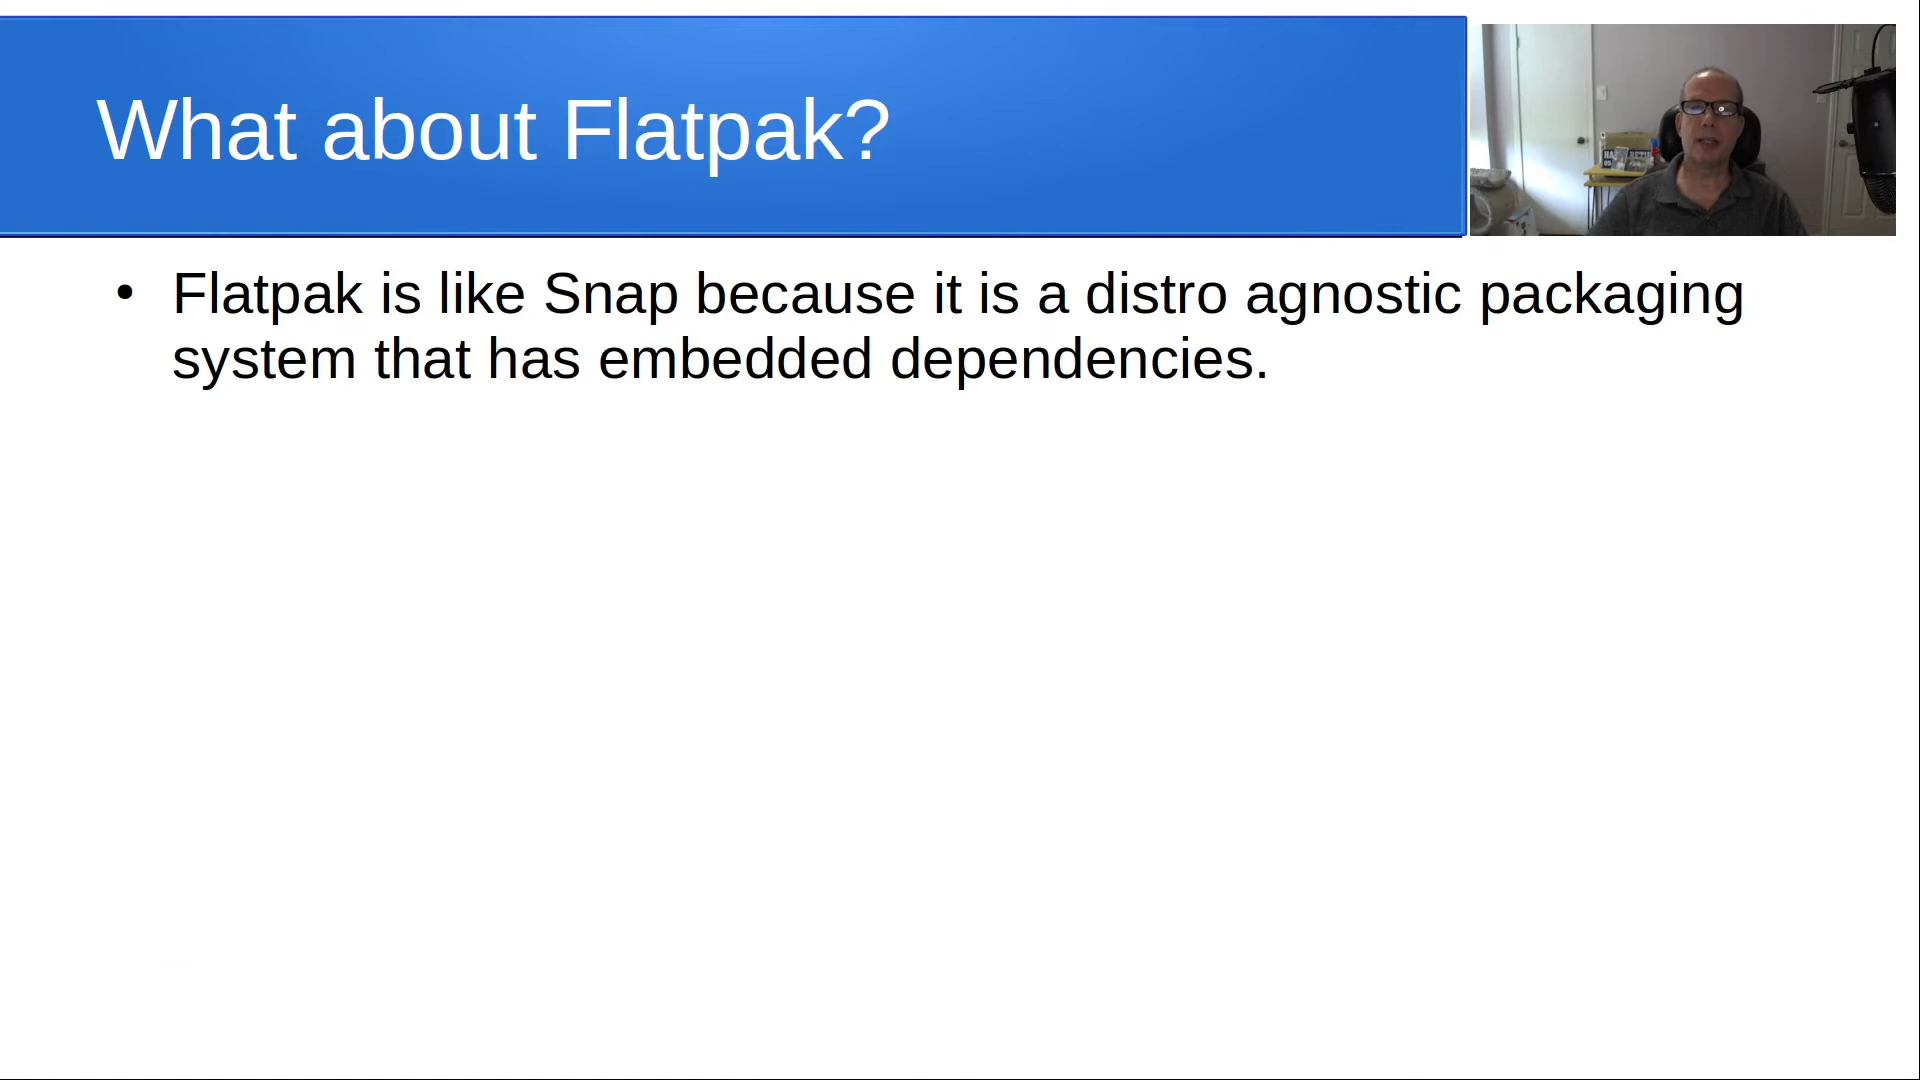 What about Flatpak?
• Flatpak is like Snap because it is a distro agnostic packaging
system that has embedded dependencies.